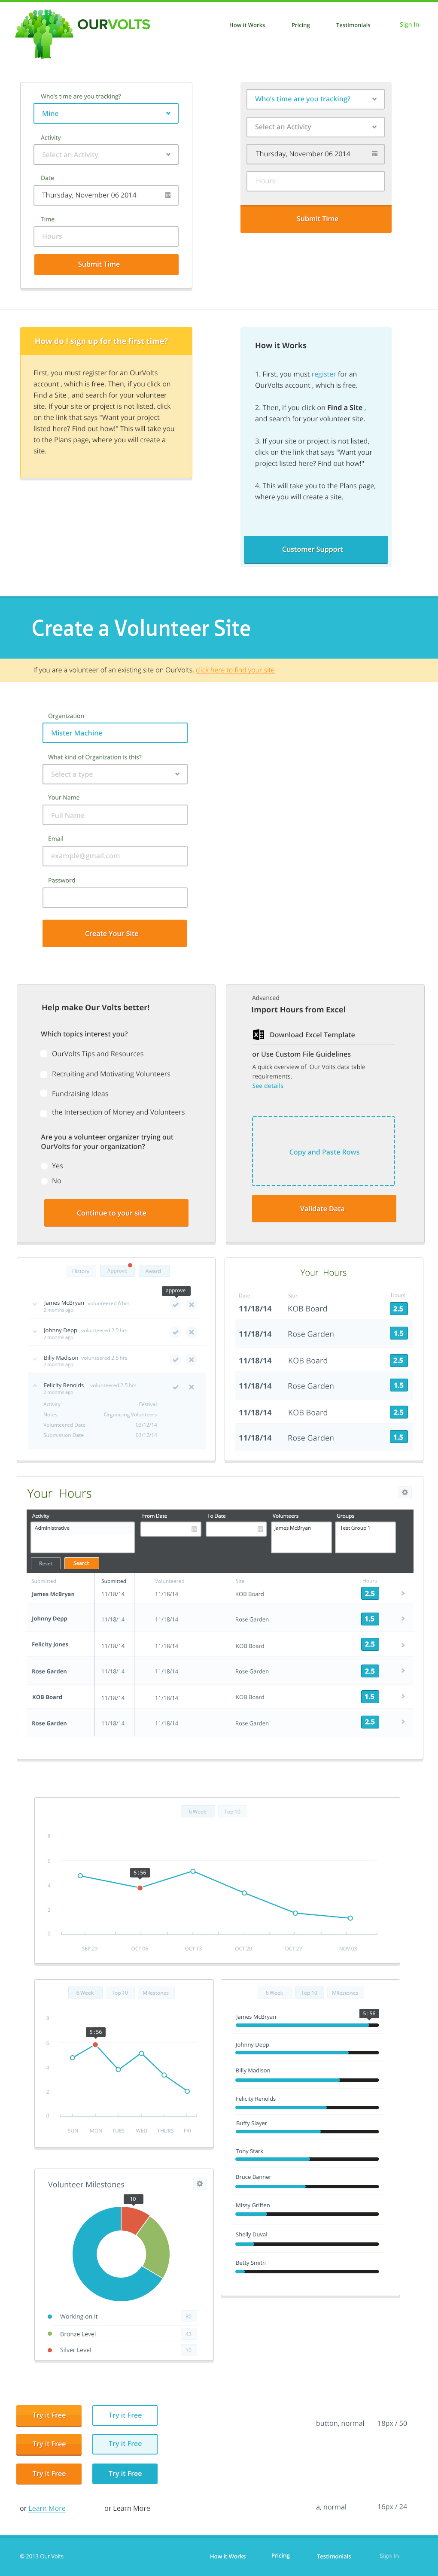 OURVOLTS
How it Works
Pricing
Testimonials
Sign In
Who's time are you tracking?
Mine
Activity
Select an Activity
Date
Thursday, November 06 2014
Time
Hours
Submit Time
Who's time are you tracking?
Select an Activity
Thursday, November 06 2014
Hours
Submit Time
How do I sign up for the first time?
First, you must register for an OurVolts
account , which is free. Then, if you click on
Find a Site , and search for your volunteer
site. If your site or project is not listed, click
on the link that says "Want your project
listed here? Find out how!" This will take you
to the Plans page, where you will create a
site.
How it Works
1. First, you must register for an
OurVolts account , which is free.
2. Then, if you click on Find a Site ,
and search for your volunteer site.
3. If your site or project is not listed,
click on the link that says "Want your
project listed here? Find out how!"
4. This will take you to the Plans page,
where you will create a site.
Customer Support
Create a Volunteer Site
If you are a volunteer of an existing site on OurVolts, click here to find your site
Organization
Mister Machine
What kind of Organization is this?
Select a type
Your Name
Full Name
Email
example@gmail.com
Password
Create Your Site
Help make Our Volts better!
Which topics interest you?
OurVolts Tips and Resources
Recruiting and Motivating Volunteers
Fundraising Ideas
the Intersection of Money and Volunteers
Are you a volunteer organizer trying out
OurVolts for your organization?
Yes
No
Continue to your site
Advanced
Import Hours from Excel
Download Excel Template
or Use Custom File Guidelines
A quick overview of Our Volts data table
requirements.
See details
Copy and Paste Rows
Validate Data
History
Approve
Award
approve
James McBryan volunteered 6 hrs
2 months ago
Johnny Depp volunteered 2.5 hrs
3 months ago
Billy Madison volunteered 2.5 hrs
2 months ago
Felicity Renolds volunteered 2.5 hrs
2 months ago
Activity Festival
Notes Organizing Volunteers
Volunteered Date 03/12/14
Submission Date 03/12/14
Your Hours
Date Site Hours
11/18/14 KOB Board 2.5
11/18/14 Rose Garden 1.5
11/18/14 KOB Board 2.5
11/18/14 Rose Garden 1.5
11/18/14 KOB Board 2.5
11/18/14 Rose Garden 1.5
Your Hours
Activity From Date To Date Volunteers Groups
Administrative James McBryan Test Group 1
Reset Search
Submitted Submitted Volunteered Site Hours
James McBryan 11/18/14 11/18/14 KOB Board 2.5
Johnny Depp 11/18/14 11/18/14 Rose Garden 1.5
Felicity Jones 11/18/14 11/18/14 KOB Board 2.5
Rose Garden 11/18/14 11/18/14 Rose Garden 2.5
KOB Board 11/18/14 11/18/14 KOB Board 1.5
Rose Garden 11/18/14 11/18/14 Rose Garden 2.5
6 Week Top 10
8
6
4
2
0
5 : 56
SEP 29 OCT 06 OCT 13 OCT 20 OCT 27 NOV 03
6 Week Top 10 Milestones
8
6
4
2
0
5 : 56
SUN MON TUES WED THURS FRI
6 Week Top 10 Milestones
5 : 56
James McBryan
Johnny Depp
Billy Madison
Felicity Renolds
Buffy Slayer
Tony Stark
Bruce Banner
Missy Griffen
Shelly Duval
Betty Smith
Volunteer Milestones
10
Working on It 80
Bronze Level 40
Silver Level 10
Try it Free
Try it Free
button, normal 18px / 50
Try it Free
Try it Free
Try it Free
Try it Free
or Learn More
or Learn More
a, normal 16px / 24
© 2013 Our Volts
How it Works
Pricing
Testimonials
Sign In